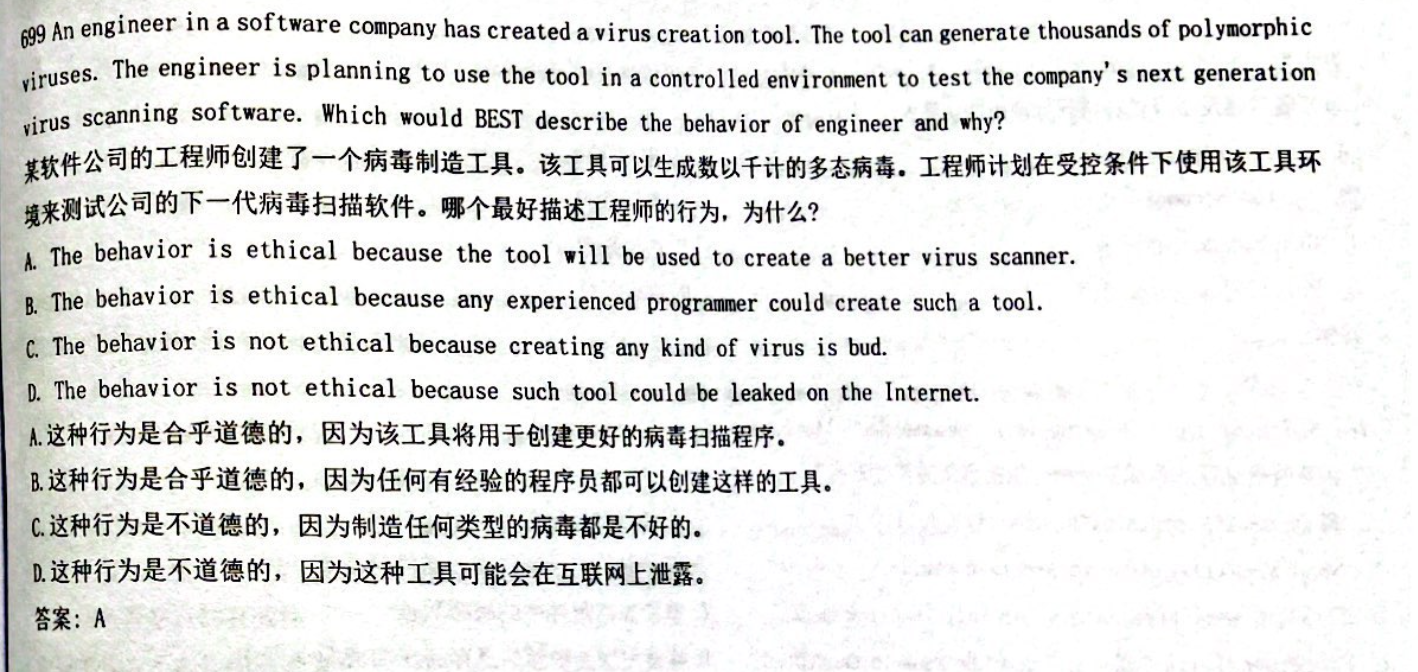 699 An engineer in a software company has created a virus creation tool. The tool can generate thousands of polymorphic
viruses. The engineer is planning to use the tool in a controlled environment to test the company's next generation
virus scanning software. Which would BEST describe the behavior of engineer and why?
某软件公司的工程师创建了一个病毒制造工具。该工具可以生成数以千计的多态病毒。工程师计划在受控条件下使用该工具环
境来测试公司的下一代病毒扫描软件。哪个最好描述工程师的行为，为什么?
A. The behavior is ethical because the tool will be used to create a better virus scanner.
B. The behavior is ethical because any experienced programmer could create such a tool.
C. The behavior is not ethical because creating any kind of virus is bud.
D. The behavior is not ethical because such tool could be leaked on the Internet.
A.这种行为是合乎道德的，因为该工具将用于创建更好的病毒扫描程序。
B.这种行为是合乎道德的，因为任何有经验的程序员都可以创建这样的工具。
C.这种行为是不道德的，因为制造任何类型的病毒都是不好的。
D.这种行为是不道德的，因为这种工具可能会在互联网上泄露。
答案: A